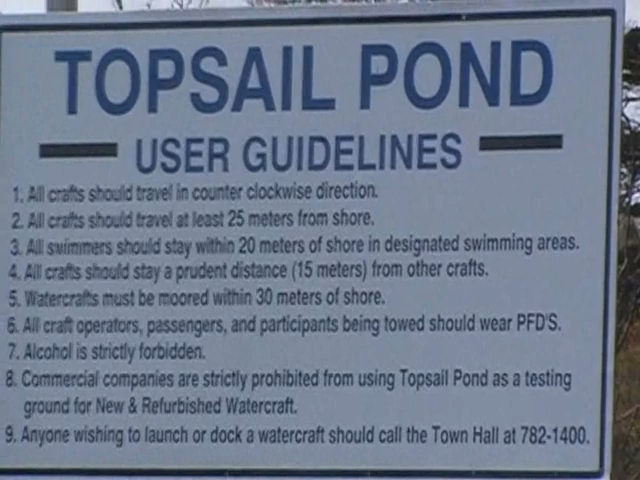 TOPSAIL POND
USER GUIDELINES
1. All crafts should travel in counter clockwise direction.
2. All crafts should travel at least 25 meters from shore.
3. All swimmers should stay within 20 meters of shore in designated swimming areas.
4. All crafts should stay a prudent distance (15 meters) from other crafts.
5. Watercrafts must be moored within 30 meters of shore.
6. All craft operators, passengers, and participants being towed should wear PFD'S.
7. Alcohol is strictly forbidden.
8. Commercial companies are strictly prohibited from using Topsail Pond as a testing
ground for New & Refurbished Watercraft.
9. Anyone wishing to launch or dock a watercraft should call the Town Hall at 782-1400.